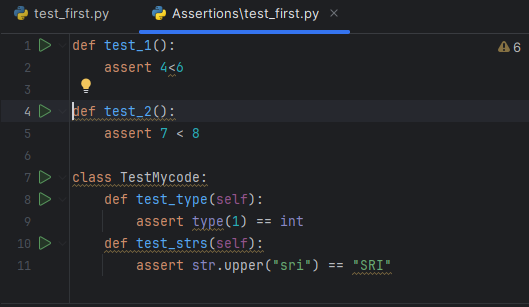 test_first.py    Assertions\test_first.py
1 def test_1():    6
2     assert 4<6
3
4 def test_2():
5     assert 7 < 8
6
7 class TestMycode:
8     def test_type(self):
9         assert type(1) == int
10     def test_strs(self):
11         assert str.upper("sri") == "SRI"